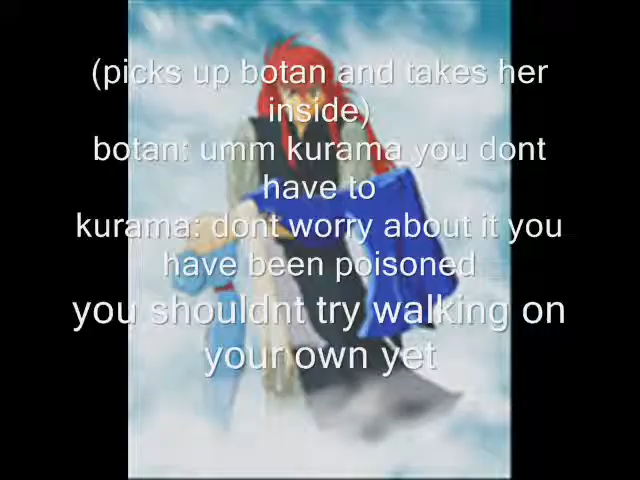 (picks up botan and takes her
inside)
botan: umm kurama you dont
have to
kurama: dont worry about it you
have been poisoned
you shouldnt try walking on
your own yet